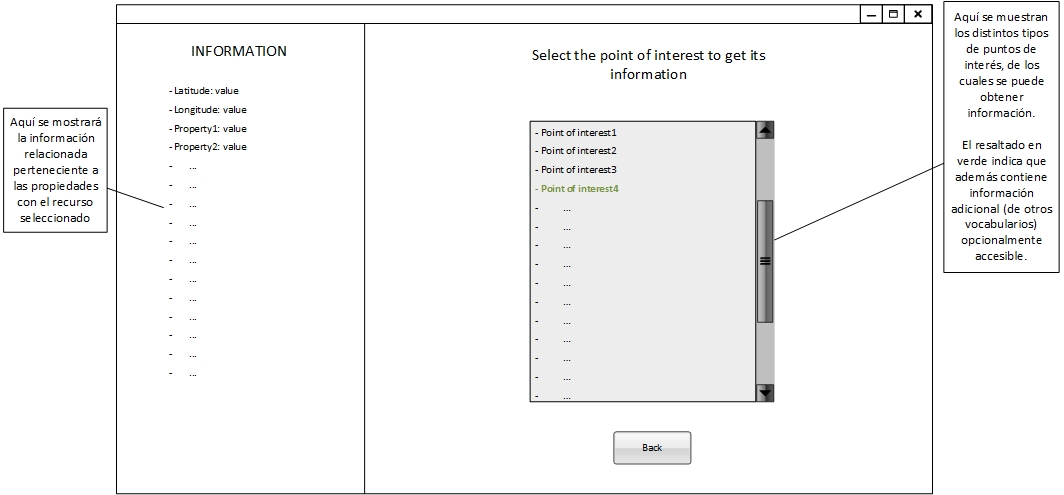 INFORMATION
- Latitude: value
- Longitude: value
- Property1: value
- Property2: value
- ...
- ...
- ...
- ...
- ...
- ...
- ...
- ...
- ...
- ...
- ...
- ...
Select the point of interest to get its
information
- Point of interest1
- Point of interest2
- Point of interest3
- Point of interest4
- ...
- ...
- ...
- ...
- ...
- ...
- ...
- ...
- ...
- ...
- ...
Back
Aquí se mostrará
la información
relacionada
perteneciente a
las propiedades
con el recurso
seleccionado
Aquí se muestran
los distintos tipos
de puntos de
interés, de los
cuales se puede
obtener
información.
El resaltado en
verde indica que
además contiene
información
adicional (de otros
vocabularios)
opcionalmente
accesible.